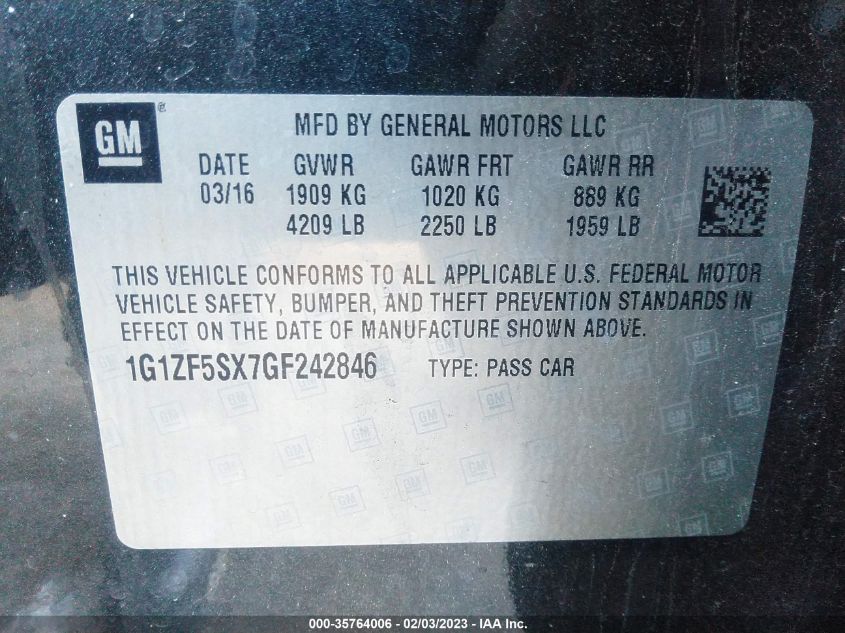 GM
MFD BY GENERAL MOTORS LLC
DATE GVWR GAWR FRT GAWR RR
03/16 1909 KG 1020 KG 889 KG
4209 LB 2250 LB 1959 LB
THIS VEHICLE CONFORMS TO ALL APPLICABLE U.S. FEDERAL MOTOR
VEHICLE SAFETY, BUMPER, AND THEFT PREVENTION STANDARDS IN
EFFECT ON THE DATE OF MANUFACTURE SHOWN ABOVE.
1G1ZF5SX7GF242846 TYPE: PASS CAR
000-35764006 - 02/03/2023 - IAA Inc.